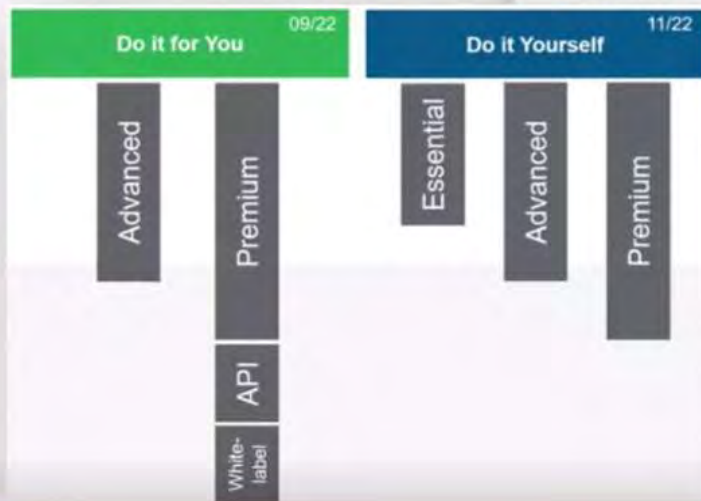 Do it for You
09/22
Do it Yourself
11/22
Advanced
Premium
API
White-
label
Essential
Advanced
Premium